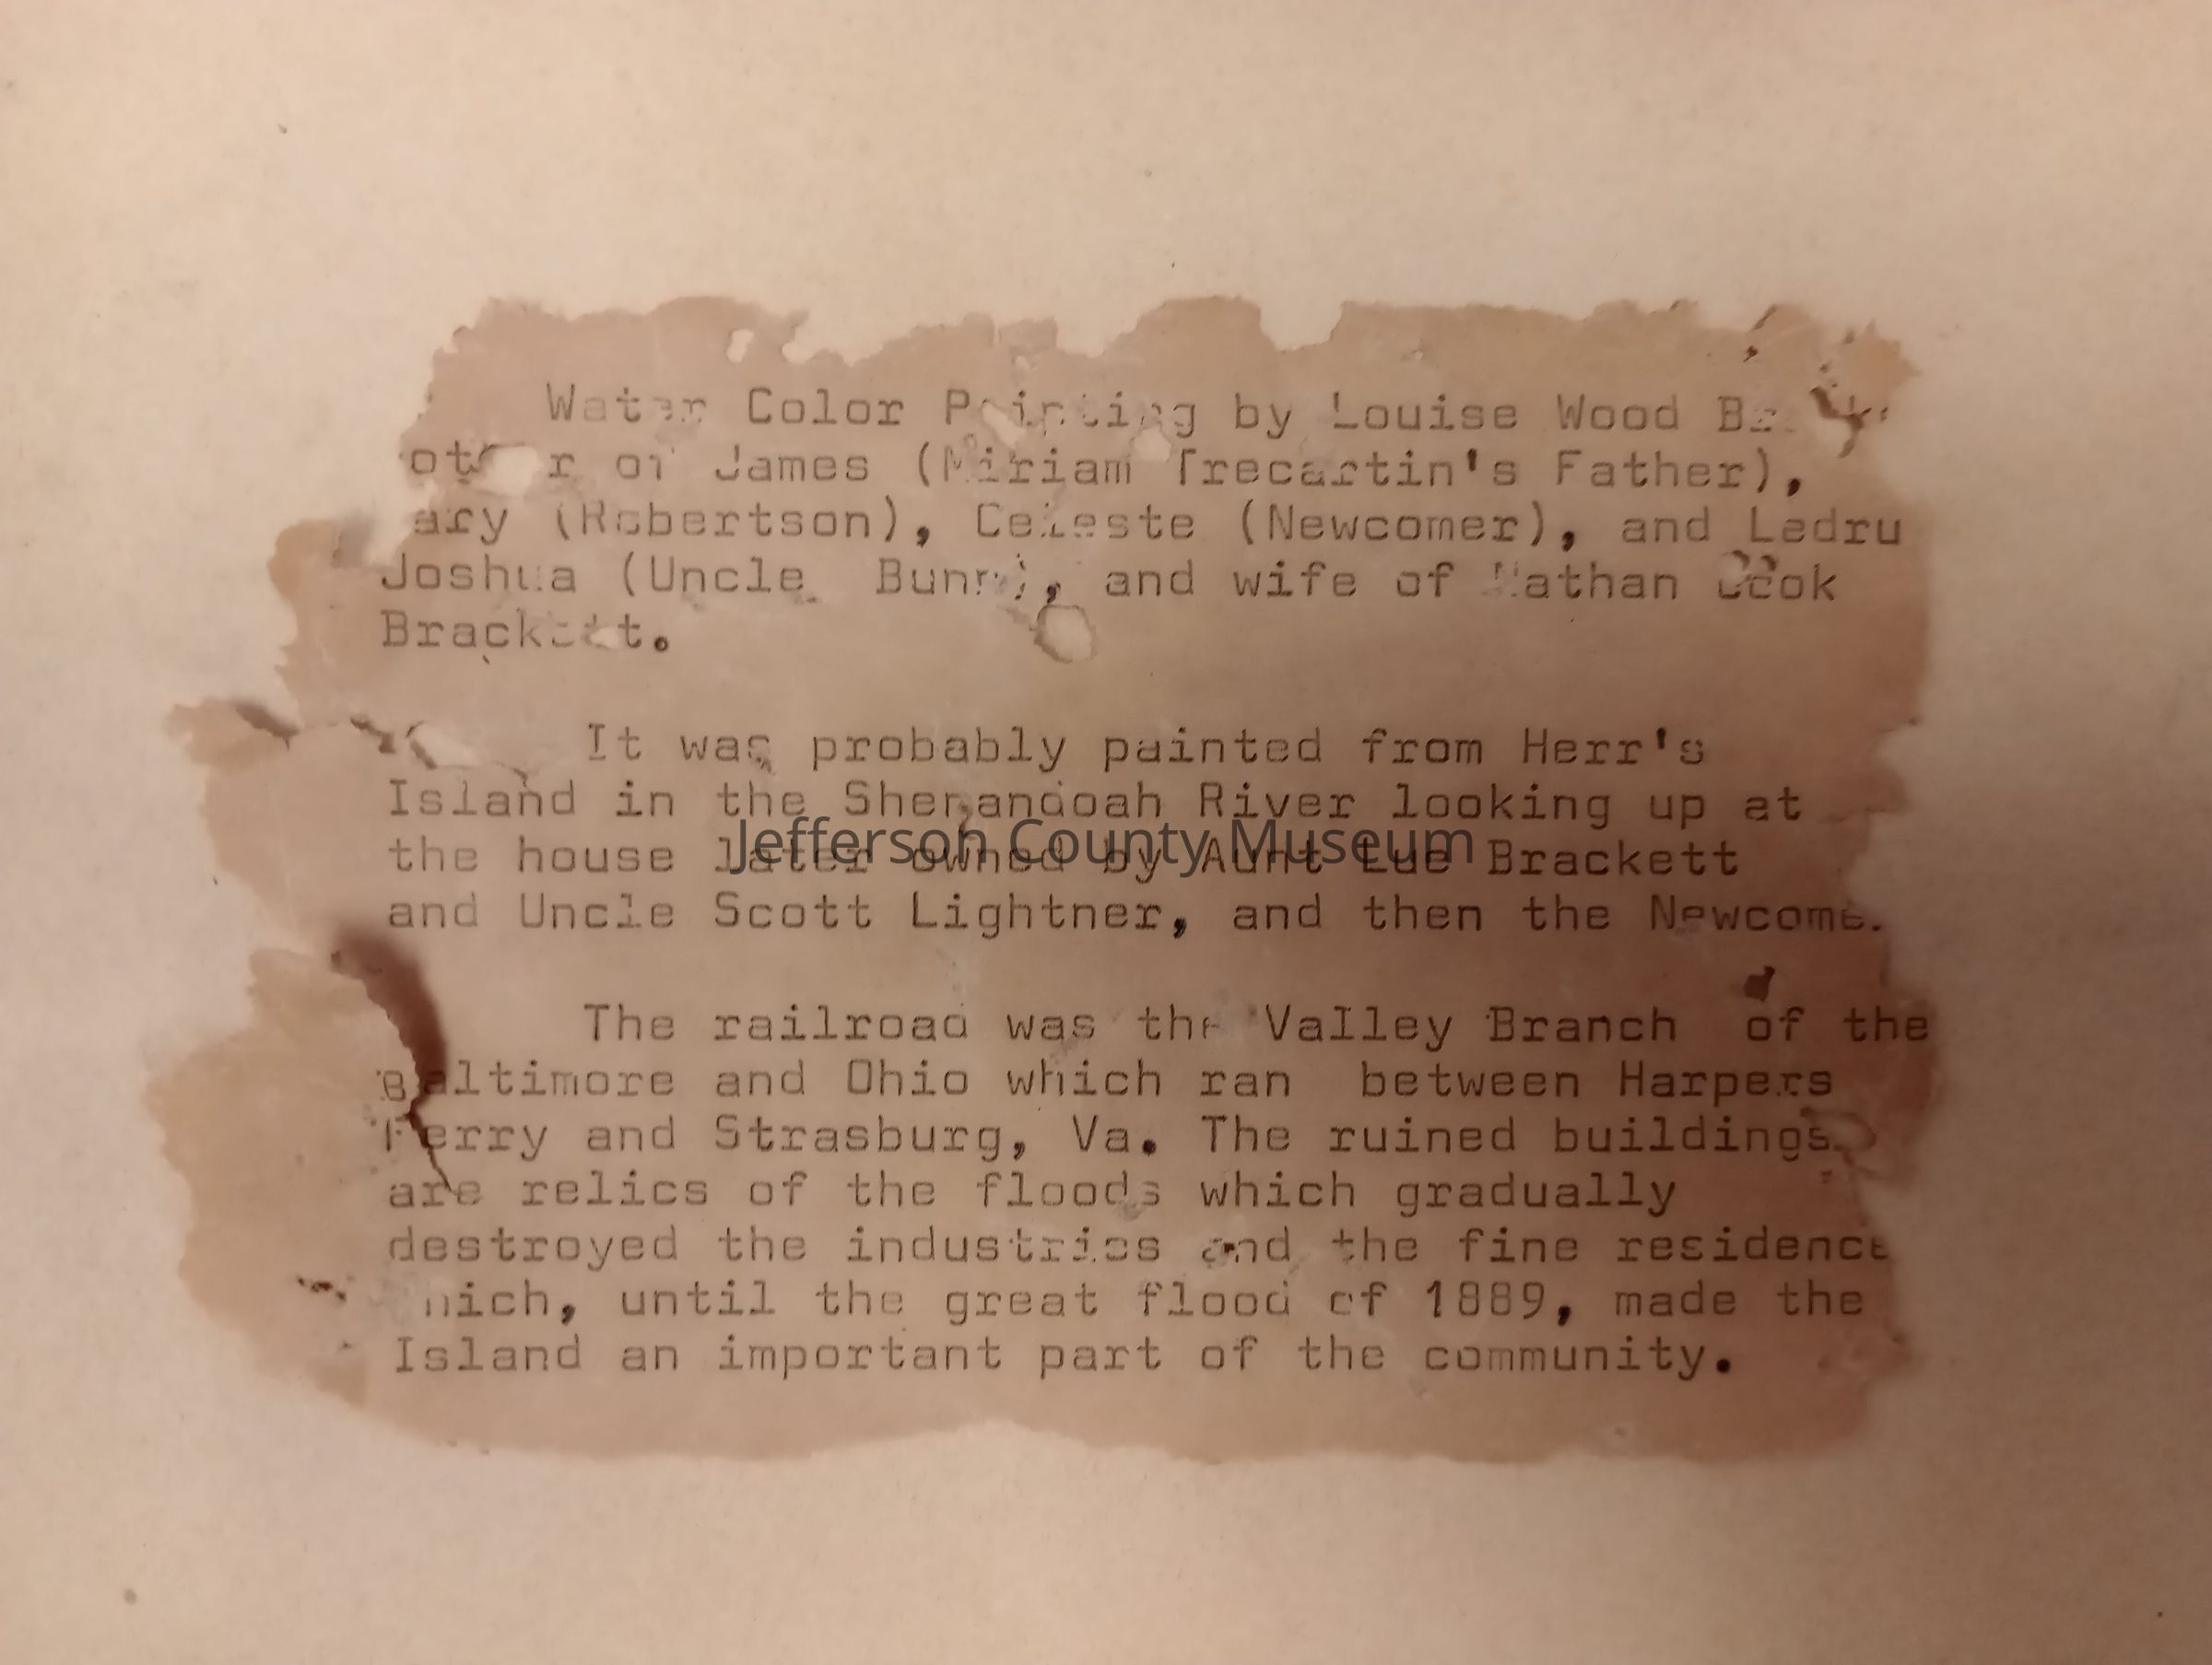 Water Color Painting by Louise Wood
r of James (Miriam Trecartin's Father),
ary (Robertson), Celeste (Newcomer), and Ledru
Joshua (Uncle Bunny), and wife of Nathan Cook
Brackett.
It was probably painted from Herr's
Island in the Shenandoah River looking up at
the house later owned by Aunt Lue Brackett
and Uncle Scott Lightner, and then the Newcome
The railroad was the Valley Branch of the
Baltimore and Ohio which ran between Harpers
Ferry and Strasburg, Va. The ruined buildings
are relics of the floods which gradually
destroyed the industries and the fine residence
hich, until the great flood of 1889, made the
Island an important part of the community.
Jefferson County Museum